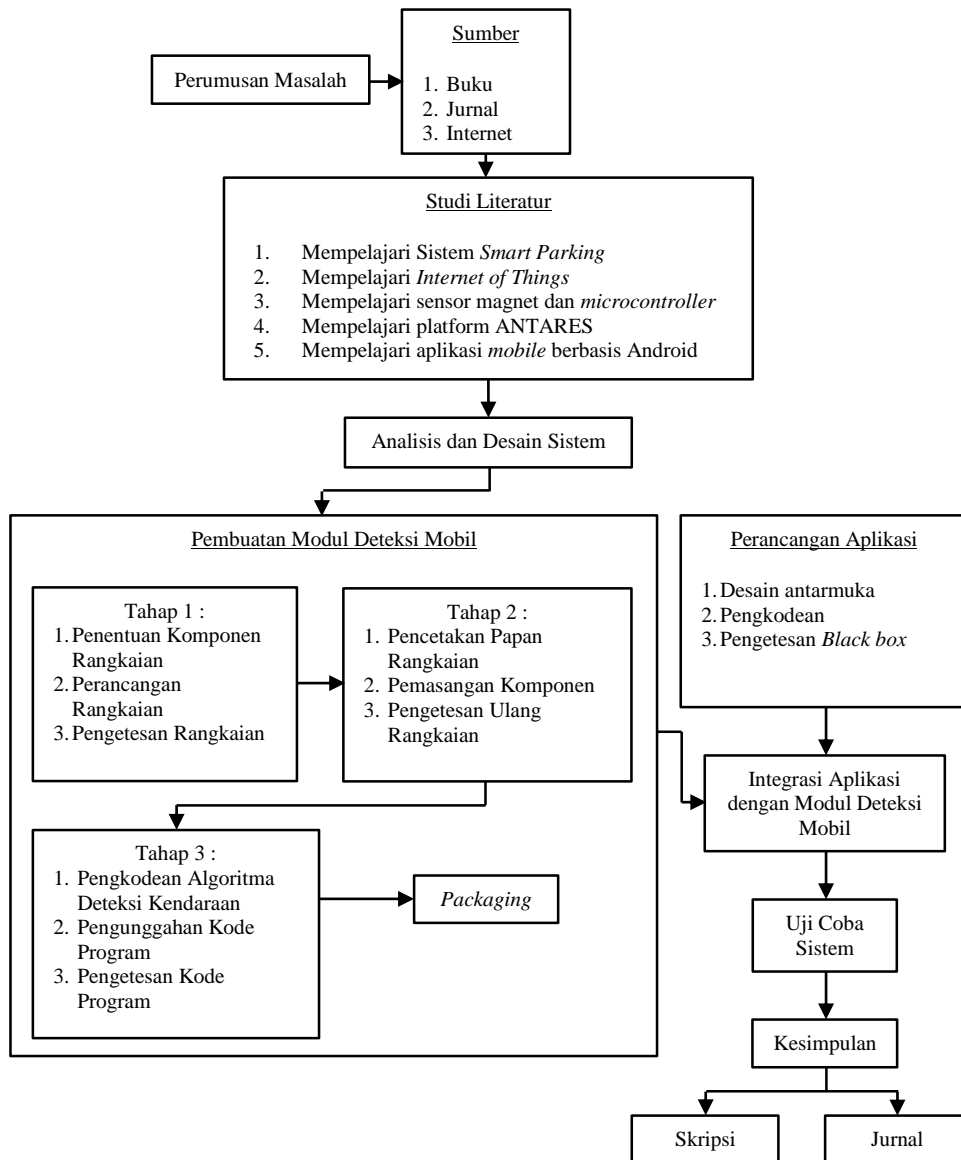 Sumber
Perumusan Masalah
1. Buku
2. Jurnal
3. Internet
Studi Literatur
1. Mempelajari Sistem Smart Parking
2. Mempelajari Internet of Things
3. Mempelajari sensor magnet dan microcontroller
4. Mempelajari platform ANTARES
5. Mempelajari aplikasi mobile berbasis Android
Analisis dan Desain Sistem
Pembuatan Modul Deteksi Mobil
Tahap 1 :
1. Penentuan Komponen
Rangkaian
2. Perancangan
Rangkaian
3. Pengetesan Rangkaian
Tahap 2 :
1. Pencetakan Papan
Rangkaian
2. Pemasangan Komponen
3. Pengetesan Ulang
Rangkaian
Tahap 3 :
1. Pengkodean Algoritma
Deteksi Kendaraan
2. Pengunggahan Kode
Program
3. Pengetesan Kode
Program
Packaging
Perancangan Aplikasi
1. Desain antarmuka
2. Pengkodean
3. Pengetesan Black box
Integrasi Aplikasi
dengan Modul Deteksi
Mobil
Uji Coba
Sistem
Kesimpulan
Skripsi
Jurnal